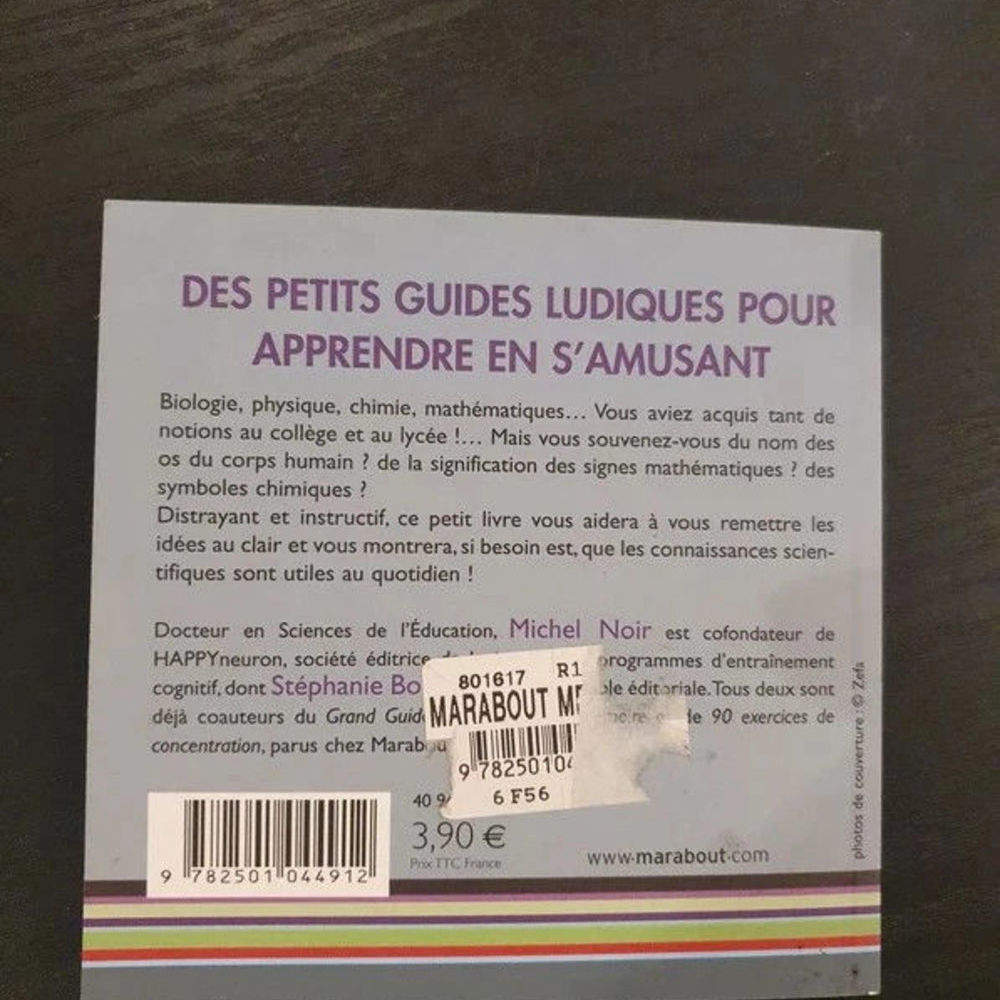 DES PETITS GUIDES LUDIQUES POUR
APPRENDRE EN S'AMUSANT
Biologie, physique, chimie, mathématiques... Vous aviez acquis tant de
notions au collège et au lycée !... Mais vous souvenez-vous du nom des
os du corps humain ? de la signification des signes mathématiques ? des
symboles chimiques ?
Distrayant et instructif, ce petit livre vous aidera à vous remettre les
idées au clair et vous montrera, si besoin est, que les connaissances scien-
tifiques sont utiles au quotidien !
Docteur en Sciences de l'Éducation, Michel Noir est cofondateur de
HAPPYneuron, société éditrice programmes d'entraînement
cognitif, dont Stéphanie éditoriale. Tous deux sont
déjà coauteurs du Grand de 90 exercices de
concentration, parus chez
801617 R1
MARABOUT
9 78250104
6 F56
3,90 €
Prix TTC France
www.marabout.com
9 782501 044912
photos de couverture : © Zefa